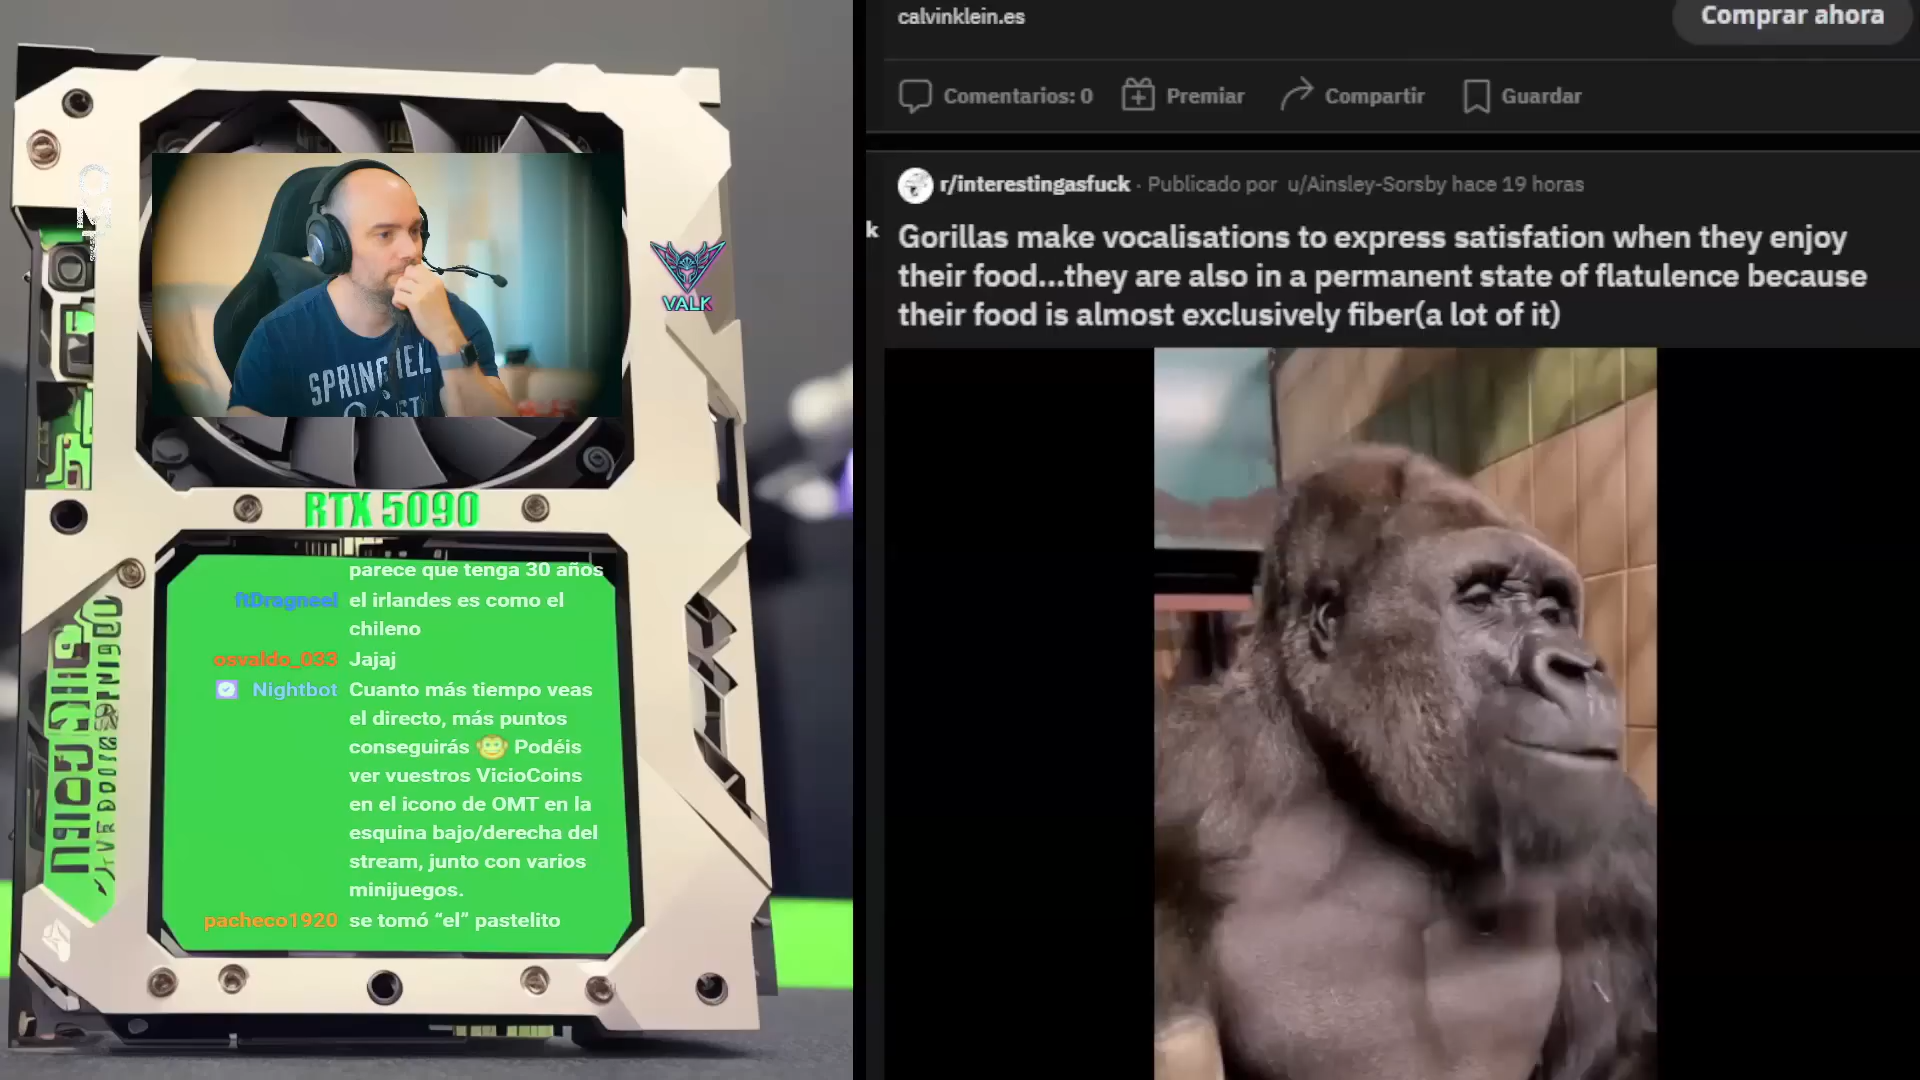 calvinklein.es
Comprar ahora
Comentarios: 0
Premiar
Compartir
Guardar
r/interestingasfuck · Publicado por u/Ainsley-Sorsby hace 19 horas
k
Gorillas make vocalisations to express satisfation when they enjoy
their food...they are also in a permanent state of flatulence because
their food is almost exclusively fiber(a lot of it)
VALK
RTX 5090
parece que tenga 30 años
ftDragneel el irlandes es como el
chileno
osvaldo_033 Jajaj
Nightbot Cuanto más tiempo veas
el directo, más puntos
conseguirás 🐵 Podéis
ver vuestros VicioCoins
en el icono de OMT en la
esquina bajo/derecha del
stream, junto con varios
minijuegos.
pacheco1920 se tomó “el“ pastelito